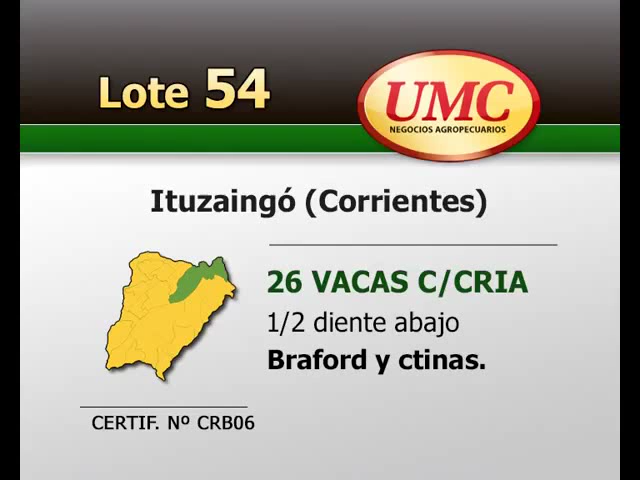 Lote 54
UMC
NEGOCIOS AGROPECUARIOS
Ituzaingó (Corrientes)
26 VACAS C/CRIA
1/2 diente abajo
Braford y ctinas.
CERTIF. Nº CRB06